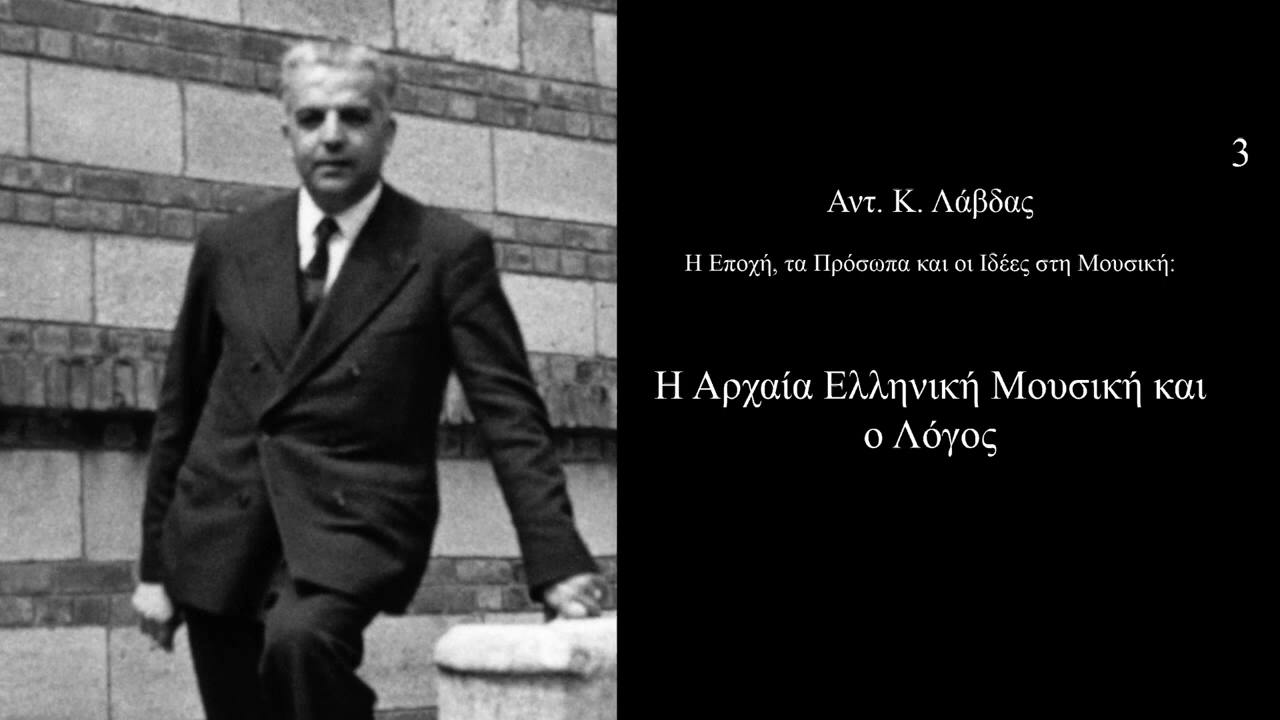 3
Αντ. Κ. Λάβδας
Η Εποχή, τα Πρόσωπα και οι Ιδέες στη Μουσική:
Η Αρχαία Ελληνική Μουσική και
ο Λόγος